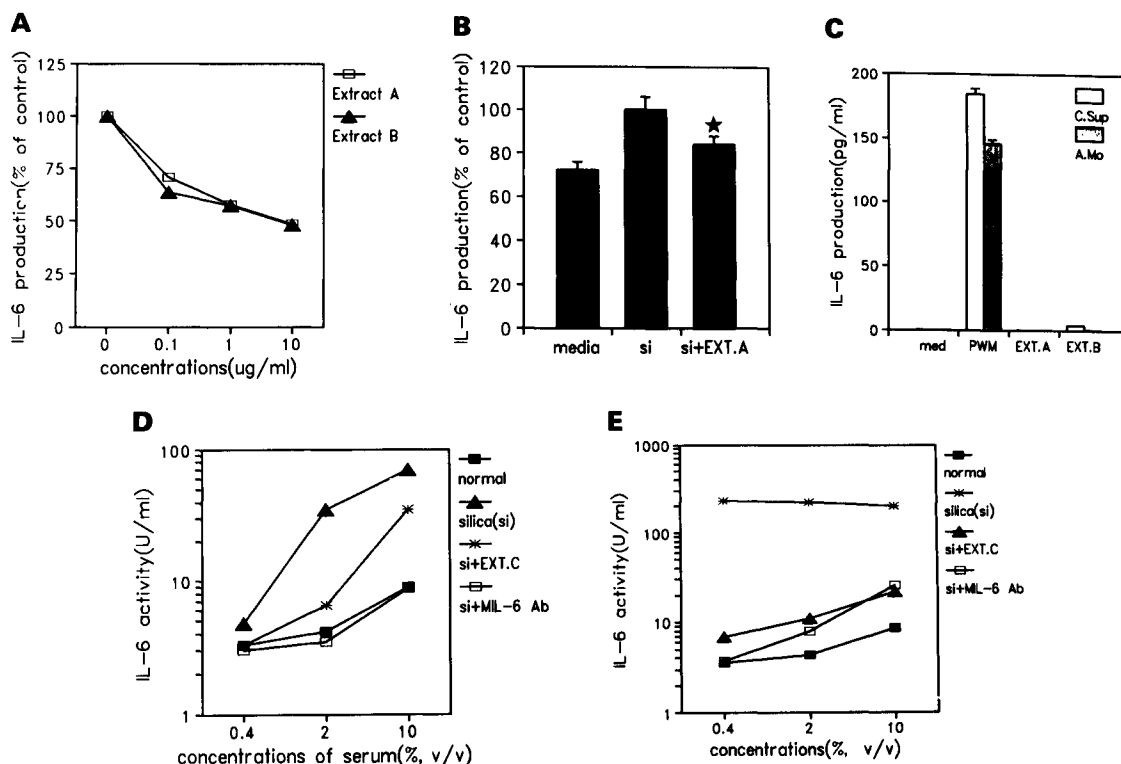 A
IL-6 production(% of control)
125
100
75
50
25
0
0
0.1
1
10
concentrations(ug/ml)
Extract A
Extract B
B
IL-6 production(% of control)
120
100
80
60
40
20
0
media
si
si+EXT.A
C
IL-6 production(pg/ml)
200
150
100
50
0
med
PWM
EXT.A
EXT.B
C.Sup
A.Mo
D
IL-6 activity(U/ml)
100
10
1
0.4
2
10
concentrations of serum(%, v/v)
normal
silica(si)
si+EXT.C
si+MIL-6 Ab
E
IL-6 activity(U/ml)
1000
100
10
1
0.4
2
10
concentrations(%, v/v)
normal
silica(si)
si+EXT.C
si+MIL-6 Ab